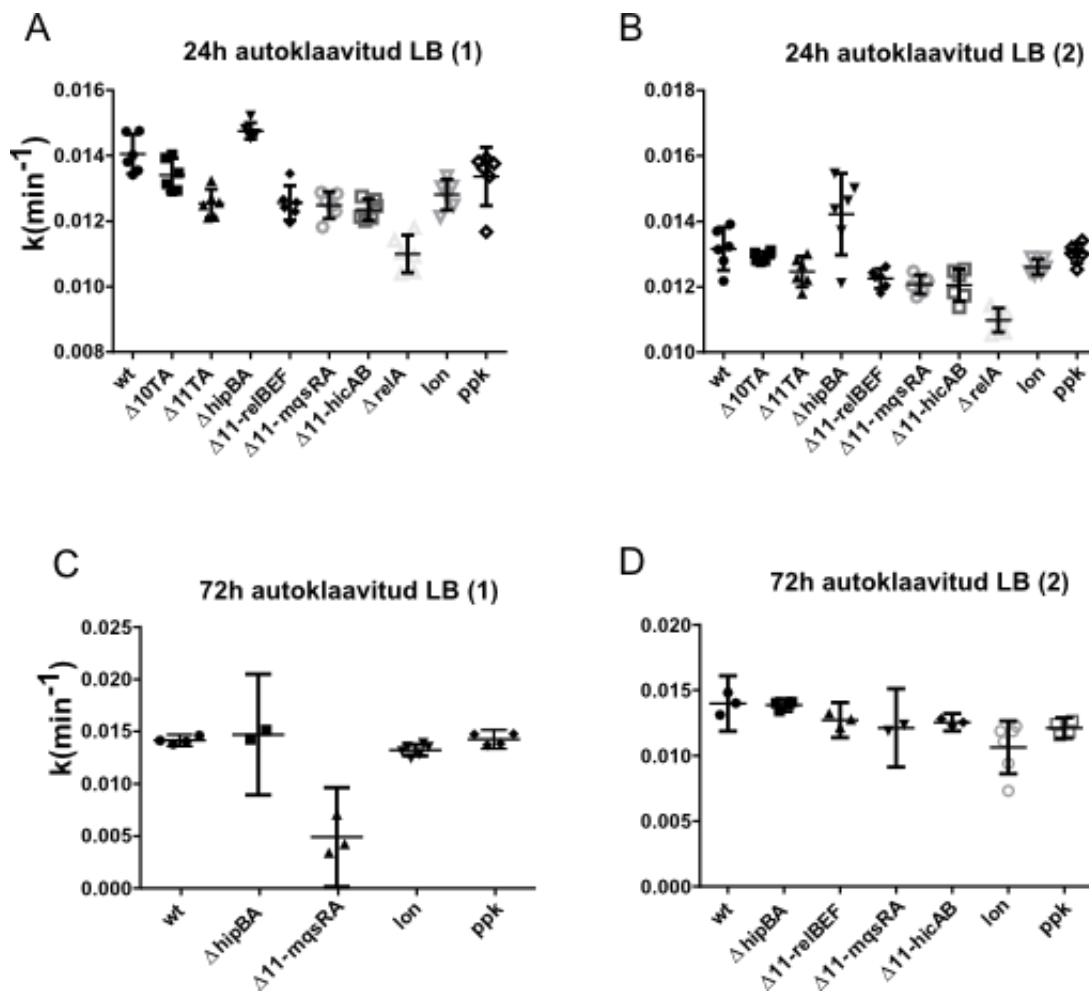 A
24h autoklaavitud LB (1)
k(min⁻¹)
0.016
0.014
0.012
0.010
0.008
wt
Δ10TA
Δ11TA
ΔhipBA
Δ11-relBEF
Δ11-mqsRA
Δ11-hicAB
ΔrelA
lon
ppk
B
24h autoklaavitud LB (2)
0.018
0.016
0.014
0.012
0.010
wt
Δ10TA
Δ11TA
ΔhipBA
Δ11-relBEF
Δ11-mqsRA
Δ11-hicAB
ΔrelA
lon
ppk
C
72h autoklaavitud LB (1)
k(min⁻¹)
0.025
0.020
0.015
0.010
0.005
0.000
wt
ΔhipBA
Δ11-mqsRA
lon
ppk
D
72h autoklaavitud LB (2)
0.020
0.015
0.010
0.005
0.000
wt
ΔhipBA
Δ11-relBEF
Δ11-mqsRA
Δ11-hicAB
lon
ppk